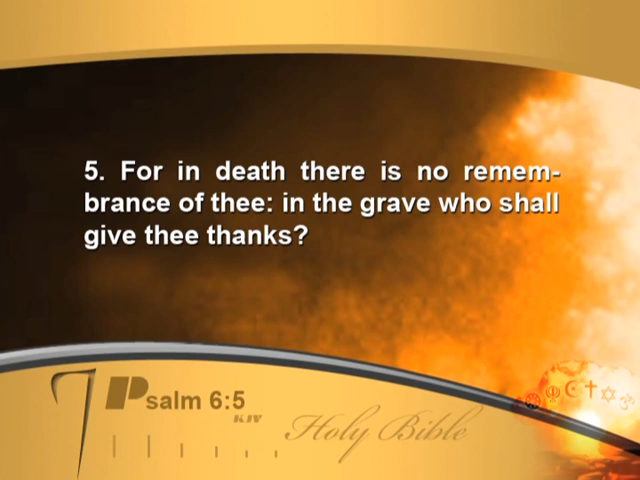 5. For in death there is no remem-
brance of thee: in the grave who shall
give thee thanks?
Psalm 6:5
KJV
Holy Bible